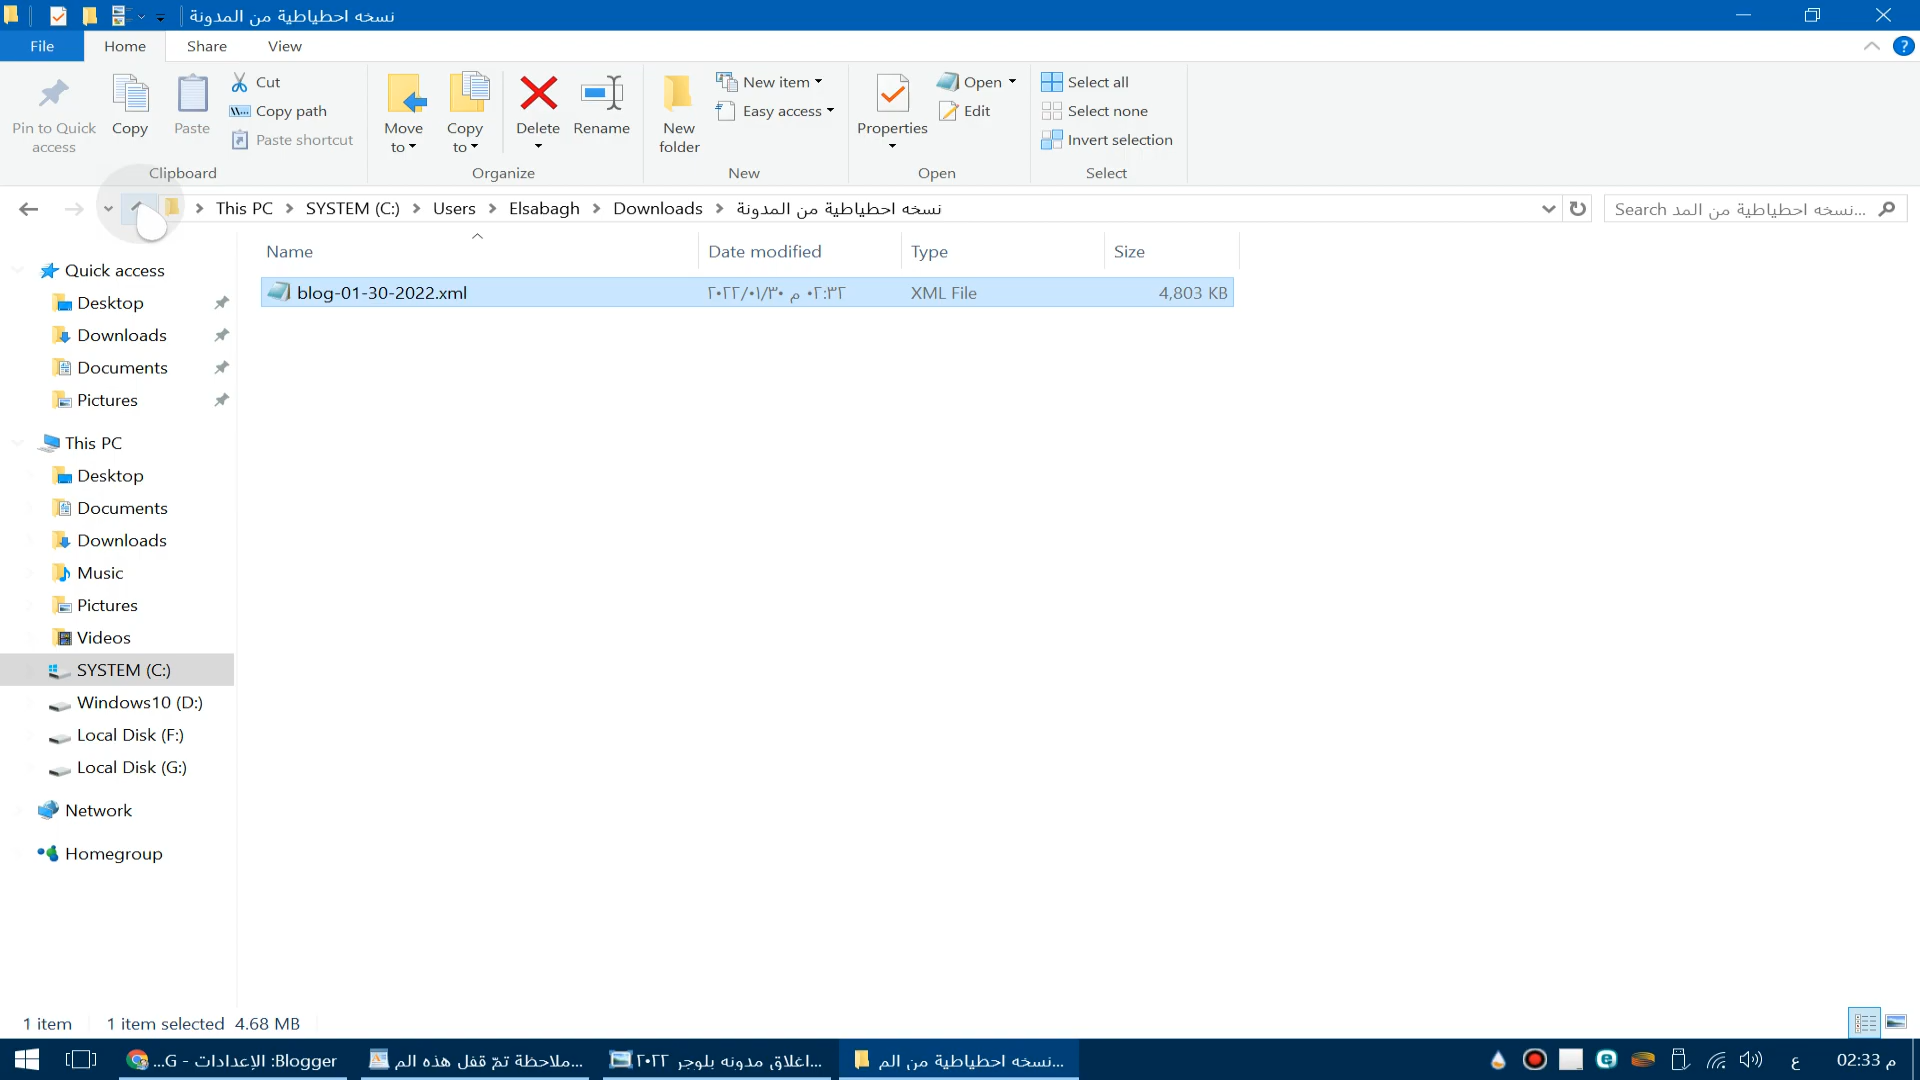 نسخه احطياطية من المدونة
File
Home
Share
View
Pin to Quick access
Copy
Paste
Cut
Copy path
Paste shortcut
Clipboard
Move to
Copy to
Delete
Rename
Organize
New folder
New item
Easy access
New
Properties
Open
Edit
Open
Select all
Select none
Invert selection
Select
This PC
SYSTEM (C:)
Users
Elsabagh
Downloads
نسخه احطياطية من المدونة
Search نسخه احطياطية من المد...
Name
Date modified
Type
Size
blog-01-30-2022.xml
٢٠٢٢/٠١/٣٠ م ٠٢:٣٢
XML File
4,803 KB
Quick access
Desktop
Downloads
Documents
Pictures
This PC
Desktop
Documents
Downloads
Music
Pictures
Videos
SYSTEM (C:)
Windows10 (D:)
Local Disk (F:)
Local Disk (G:)
Network
Homegroup
1 item
1 item selected 4.68 MB
Blogger: الإعدادات - G...
ملاحظة تمّ قفل هذه الم...
اغلاق مدونه بلوجر ٢٠٢٢...
نسخه احطياطية من الم...
ع
02:33 م